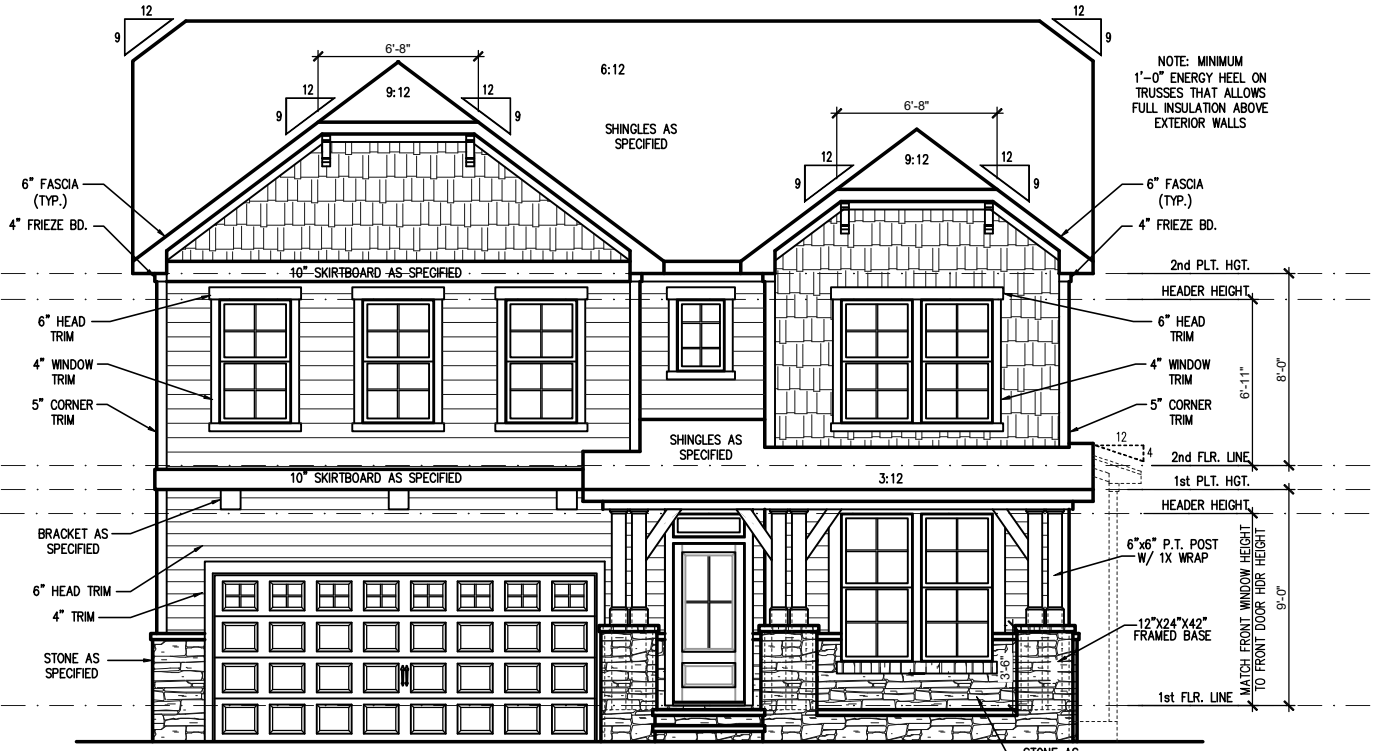 12
9
12
9
6'-8"
6:12
NOTE: MINIMUM
1'-0" ENERGY HEEL ON
TRUSSES THAT ALLOWS
FULL INSULATION ABOVE
EXTERIOR WALLS
12
9
9:12
12
9
6'-8"
SHINGLES AS
SPECIFIED
12
9
9:12
12
9
6" FASCIA
(TYP.)
4" FRIEZE BD.
6" FASCIA
(TYP.)
4" FRIEZE BD.
10" SKIRTBOARD AS SPECIFIED
2nd PLT. HGT.
HEADER HEIGHT
6" HEAD
TRIM
6" HEAD
TRIM
4" WINDOW
TRIM
4" WINDOW
TRIM
6'-11"
8'-0"
5" CORNER
TRIM
5" CORNER
TRIM
SHINGLES AS
SPECIFIED
12
4
2nd FLR. LINE
10" SKIRTBOARD AS SPECIFIED
3:12
1st PLT. HGT.
HEADER HEIGHT
BRACKET AS
SPECIFIED
6"x6" P.T. POST
W/ 1X WRAP
6" HEAD TRIM
4" TRIM
MATCH FRONT WINDOW HEIGHT
TO FRONT DOOR HDR HEIGHT
9'-0"
12"X24"X42"
FRAMED BASE
STONE AS
SPECIFIED
3'-6"
1st FLR. LINE
STONE AS